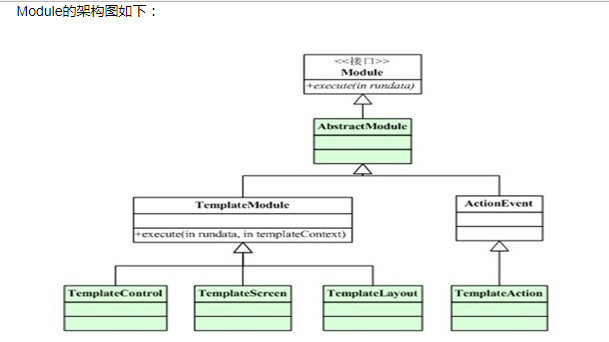 Module的架构图如下：
<<接口>>
Module
+execute(in rundata)
AbstractModule
TemplateModule
+execute(in rundata, in templateContext)
ActionEvent
TemplateControl
TemplateScreen
TemplateLayout
TemplateAction